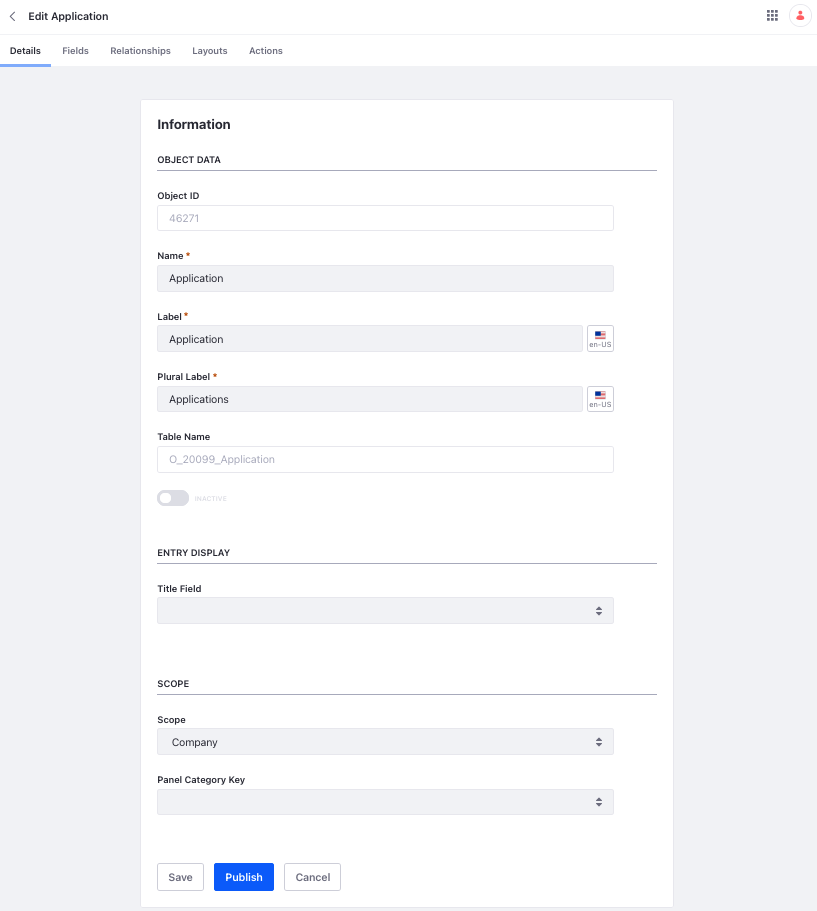 Edit Application
Details Fields Relationships Layouts Actions
Information
OBJECT DATA
Object ID
46271
Name *
Application
Label *
Application
en-US
Plural Label *
Applications
en-US
Table Name
O_20099_Application
INACTIVE
ENTRY DISPLAY
Title Field
SCOPE
Scope
Company
Panel Category Key
Save Publish Cancel